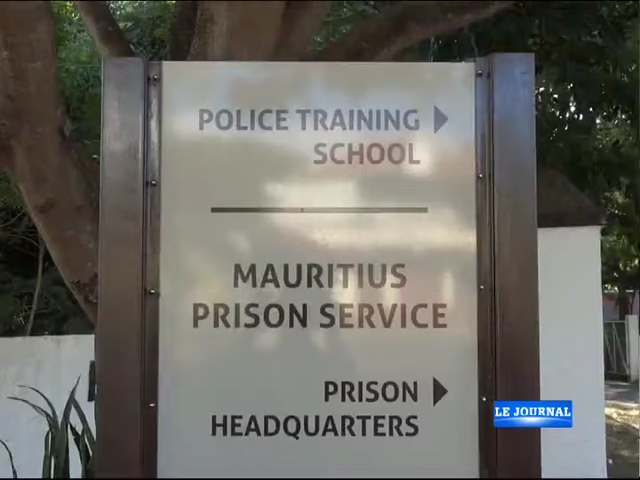 POLICE TRAINING
SCHOOL
MAURITIUS
PRISON SERVICE
PRISON
HEADQUARTERS
LE JOURNAL